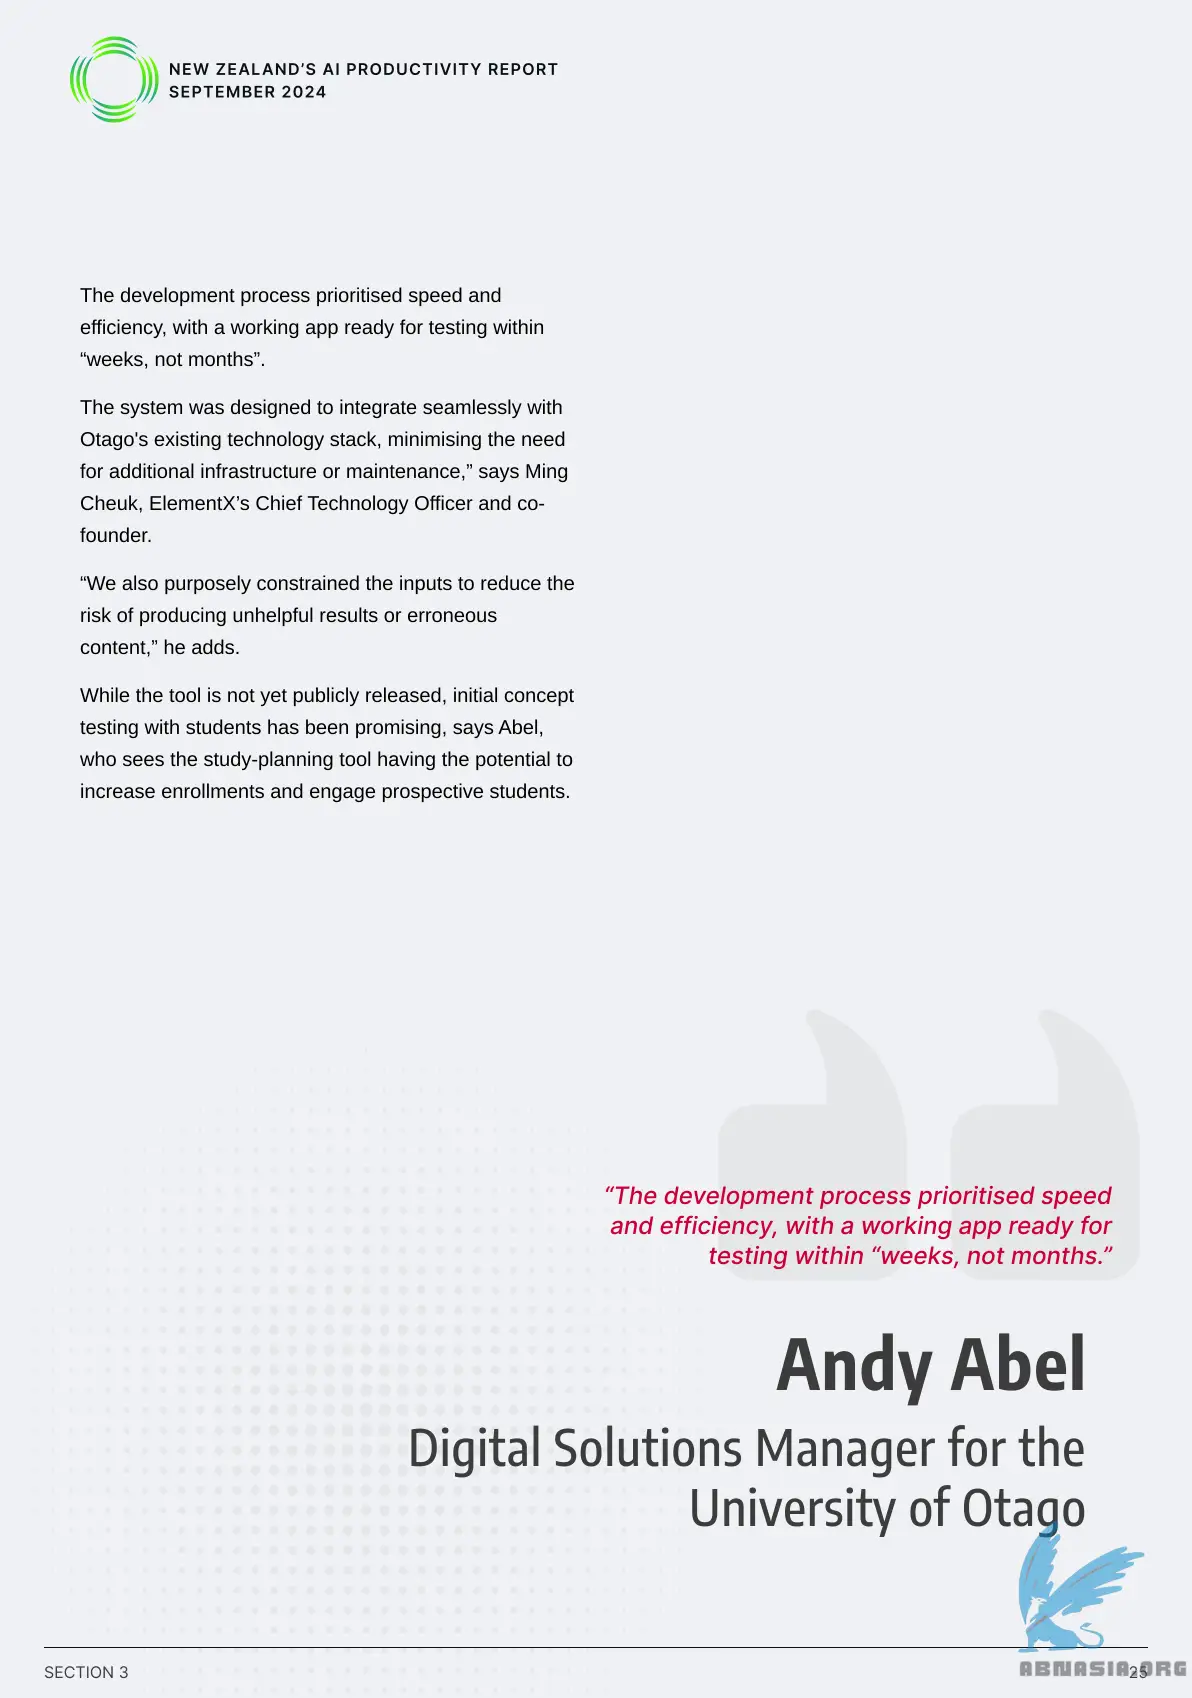 NEW ZEALAND’S AI PRODUCTIVITY REPORT
SEPTEMBER 2024
The development process prioritised speed and
efficiency, with a working app ready for testing within
“weeks, not months”.
The system was designed to integrate seamlessly with
Otago's existing technology stack, minimising the need
for additional infrastructure or maintenance,” says Ming
Cheuk, ElementX’s Chief Technology Officer and co-
founder.
“We also purposely constrained the inputs to reduce the
risk of producing unhelpful results or erroneous
content,” he adds.
While the tool is not yet publicly released, initial concept
testing with students has been promising, says Abel,
who sees the study-planning tool having the potential to
increase enrollments and engage prospective students.
“The development process prioritised speed
and efficiency, with a working app ready for
testing within “weeks, not months.”
Andy Abel
Digital Solutions Manager for the
University of Otago
SECTION 3
25
ABNASIA.ORG